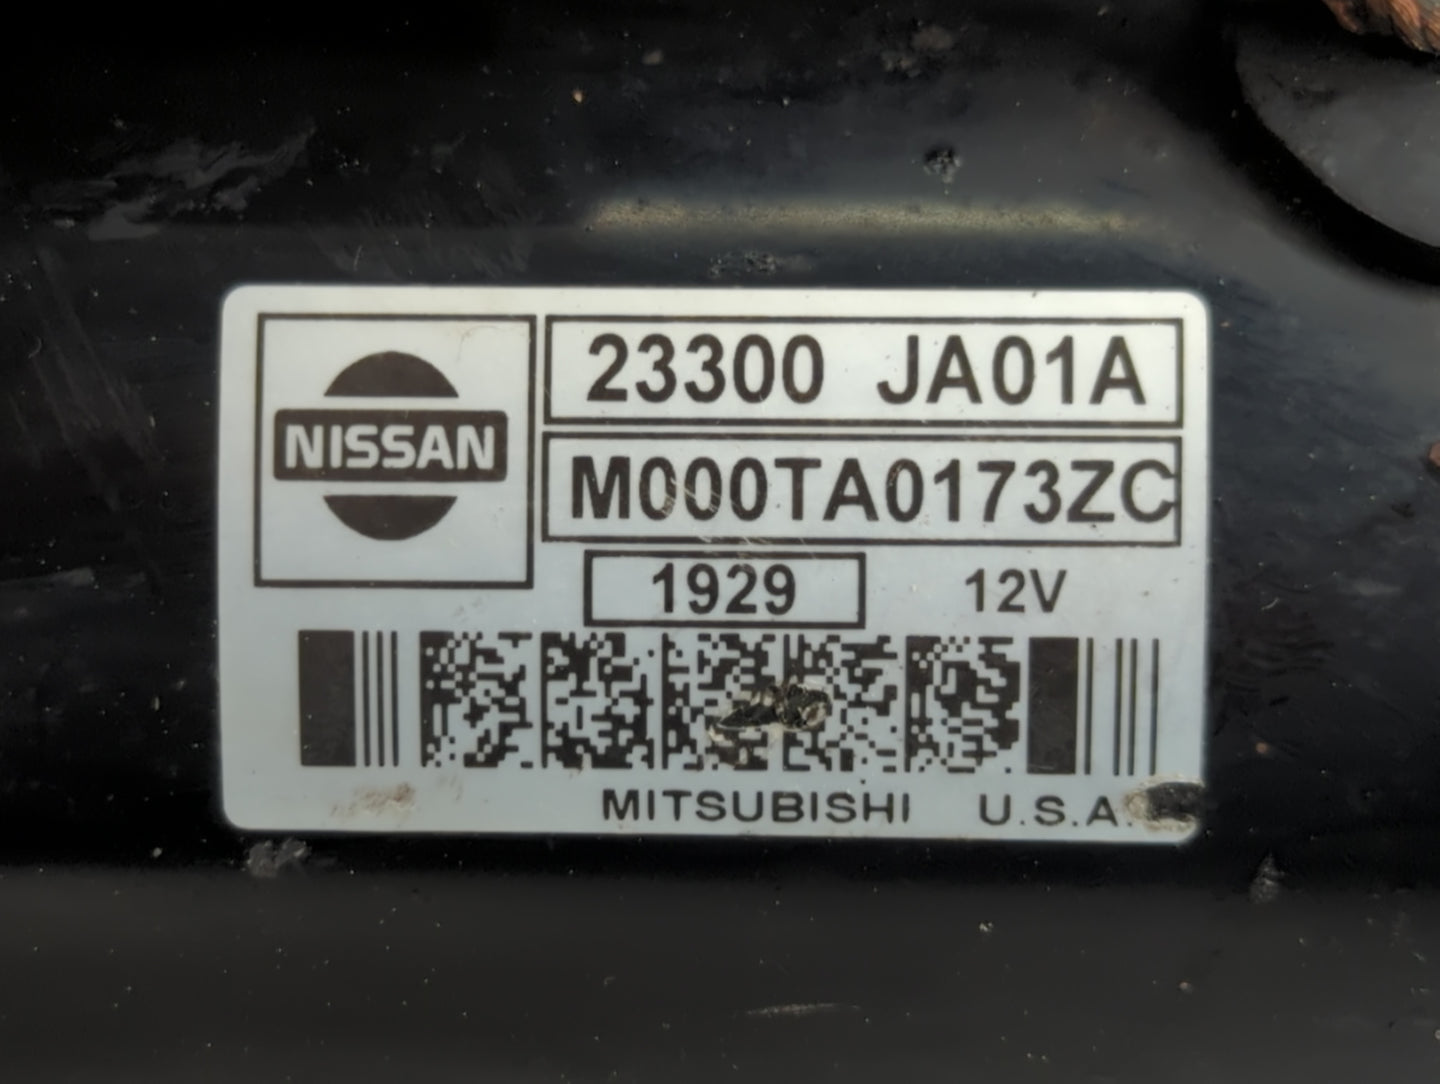 NISSAN
23300 JA01A
M000TA0173ZC
1929 12V
MITSUBISHI U.S.A.